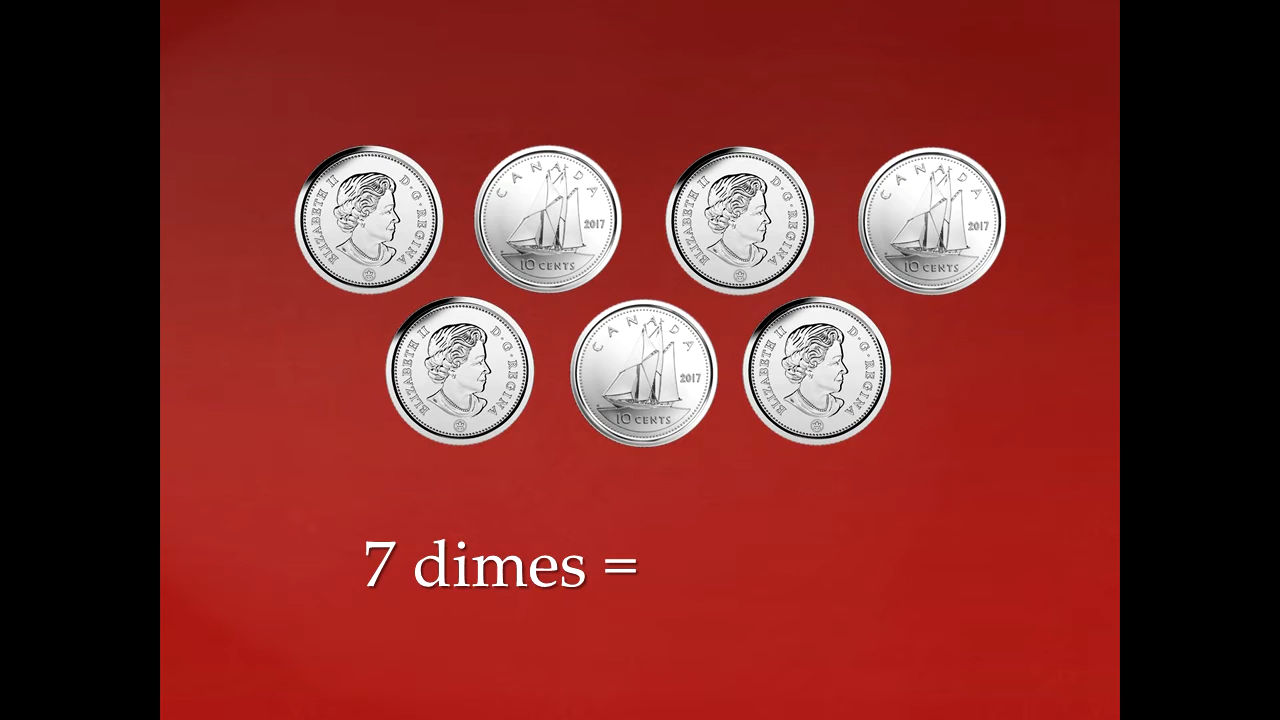 ELIZABETH II D·G·REGINA
CANADA
2017
10 CENTS
ELIZABETH II D·G·REGINA
CANADA
2017
10 CENTS
ELIZABETH II D·G·REGINA
CANADA
2017
10 CENTS
ELIZABETH II D·G·REGINA
7 dimes =